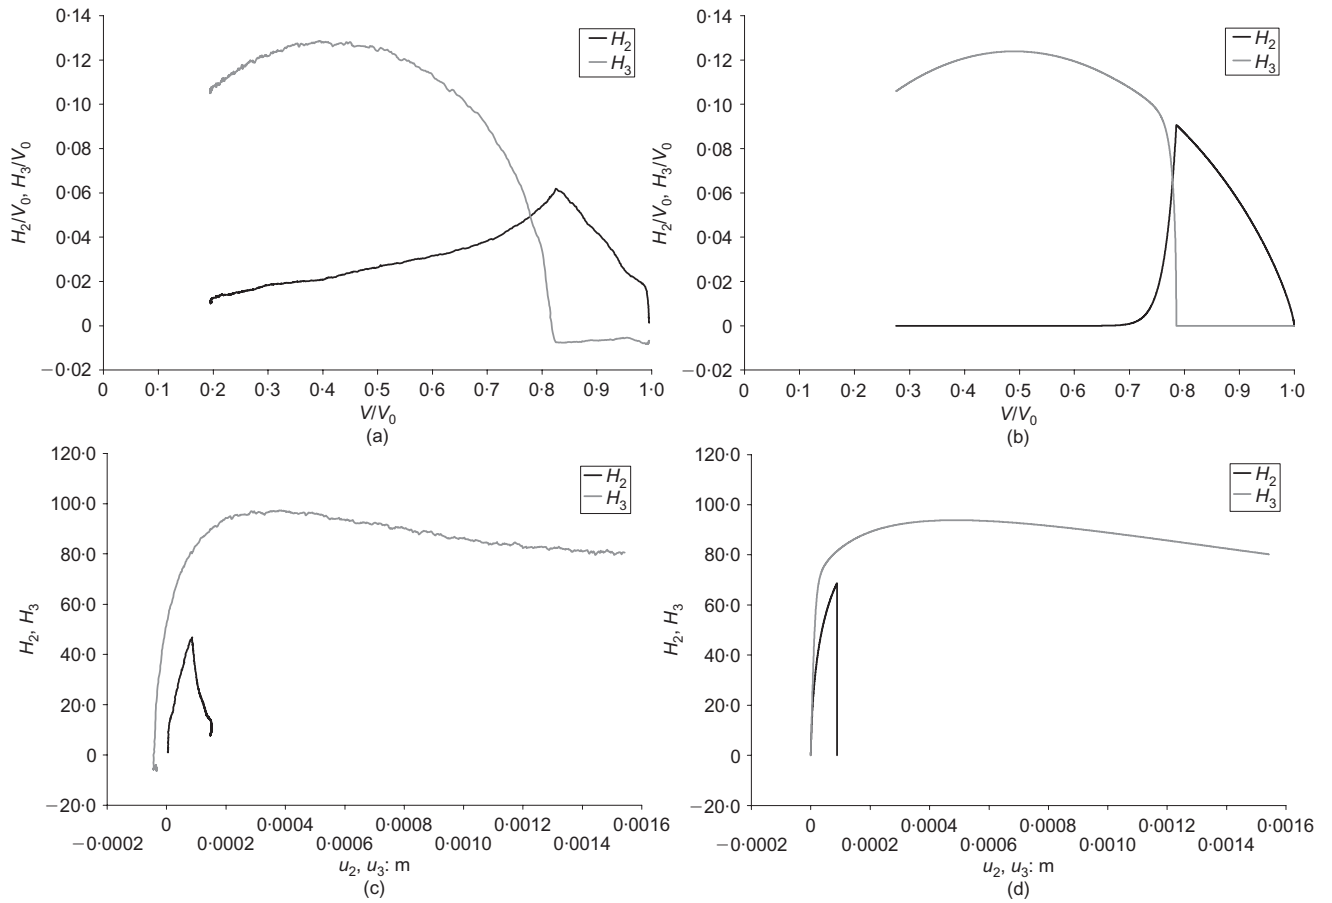 0·14
0·12
0·10
0·08
0·06
0·04
0·02
0
−0·02
H2/V0, H3/V0
H2
H3
0 0·1 0·2 0·3 0·4 0·5 0·6 0·7 0·8 0·9 1·0
V/V0
(a)
0·14
0·12
0·10
0·08
0·06
0·04
0·02
0
−0·02
H2/V0, H3/V0
H2
H3
0 0·1 0·2 0·3 0·4 0·5 0·6 0·7 0·8 0·9 1·0
V/V0
(b)
120·0
100·0
80·0
60·0
40·0
20·0
0
−20·0
H2, H3
H2
H3
0 0·0004 0·0008 0·0012 0·0016
−0·0002 0·0002 0·0006 0·0010 0·0014
u2, u3: m
(c)
120·0
100·0
80·0
60·0
40·0
20·0
0
−20·0
H2, H3
H2
H3
0 0·0004 0·0008 0·0012 0·0016
−0·0002 0·0002 0·0006 0·0010 0·0014
u2, u3: m
(d)